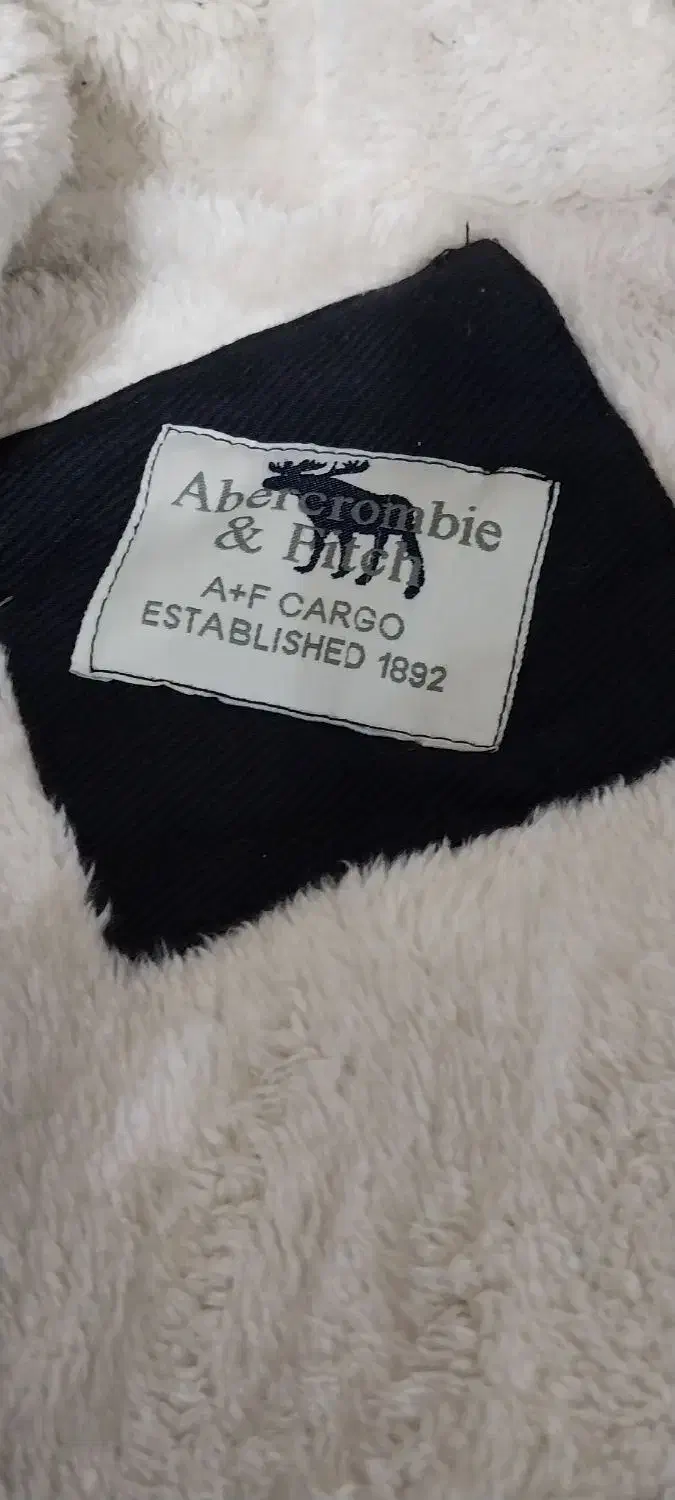 Abercrombie
& Fitch
A+F CARGO
ESTABLISHED 1892